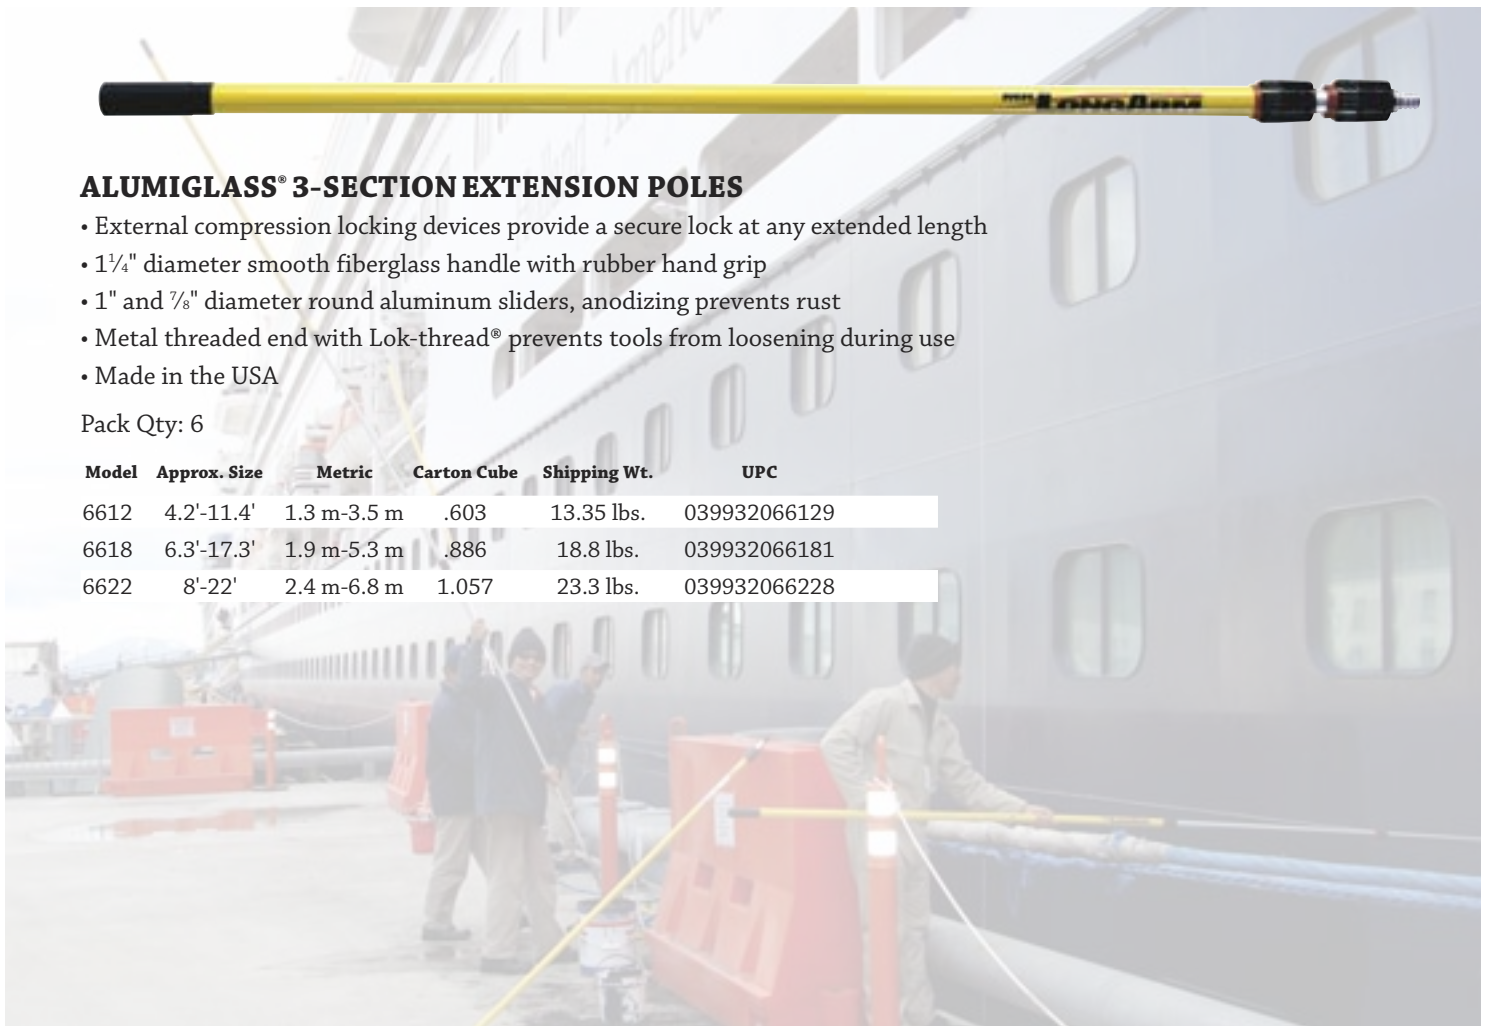 LONGARM
ALUMIGLASS® 3-SECTION EXTENSION POLES
• External compression locking devices provide a secure lock at any extended length
• 1 1⁄4" diameter smooth fiberglass handle with rubber hand grip
• 1" and 7⁄8" diameter round aluminum sliders, anodizing prevents rust
• Metal threaded end with Lok-thread® prevents tools from loosening during use
• Made in the USA
Pack Qty: 6
Model Approx. Size Metric Carton Cube Shipping Wt. UPC
6612 4.2'-11.4' 1.3 m-3.5 m .603 13.35 lbs. 039932066129
6618 6.3'-17.3' 1.9 m-5.3 m .886 18.8 lbs. 039932066181
6622 8'-22' 2.4 m-6.8 m 1.057 23.3 lbs. 039932066228